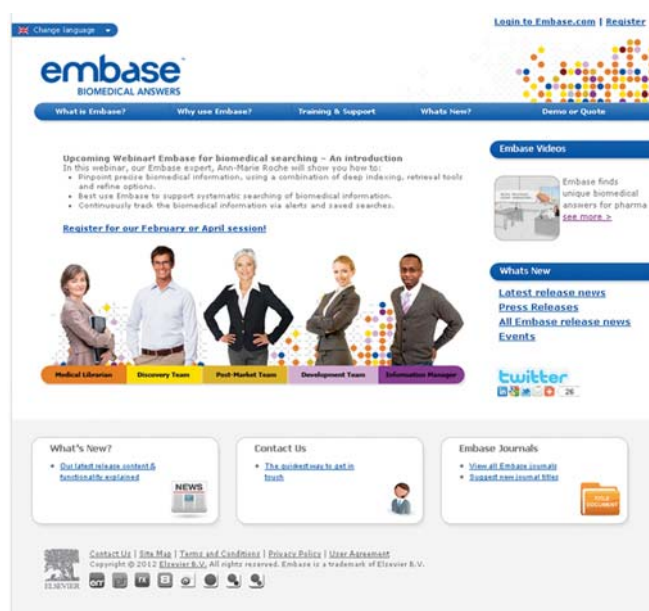 Change language
Login to Embase.com | Register
embase™
BIOMEDICAL ANSWERS
What is Embase?
Why use Embase?
Training & Support
Whats New?
Demo or Quote
Upcoming Webinar! Embase for biomedical searching – An introduction
In this webinar, our Embase expert, Ann-Marie Roche will show you how to:
• Pinpoint precise biomedical information, using a combination of deep indexing, retrieval tools
and refine options.
• Best use Embase to support systematic searching of biomedical information.
• Continuously track the biomedical information via alerts and saved searches.
Register for our February or April session!
Medical Librarian
Discovery Team
Post-Market Team
Development Team
Information Manager
Embase Videos
Embase finds
unique biomedical
answers for pharma
see more >
Whats New
Latest release news
Press Releases
All Embase release news
Events
twitter
26
What's New?
• Our latest release content &
functionality explained
NEWS
Contact Us
• The quickest way to get in
touch
Embase Journals
• View all Embase journals
• Suggest new journal titles
TITLE
DOCUMENT
ELSEVIER
Contact Us | Site Map | Terms and Conditions | Privacy Policy | User Agreement
Copyright © 2012 Elsevier B.V. All rights reserved. Embase is a trademark of Elsevier B.V.